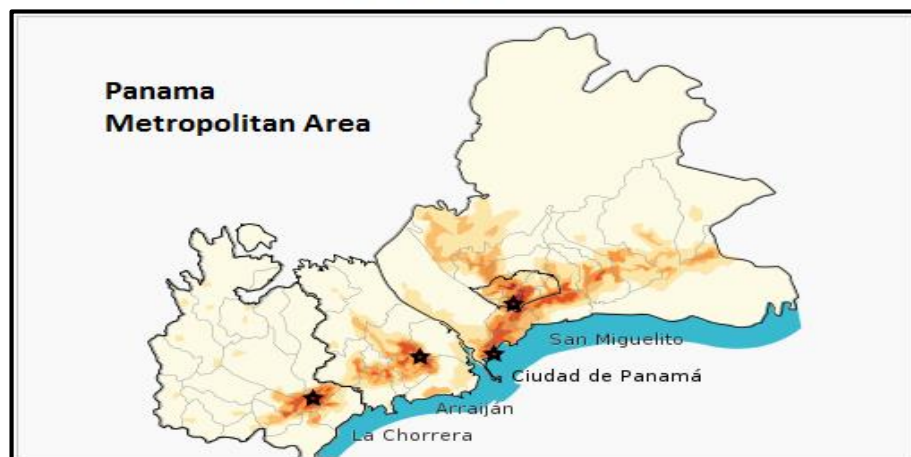 Panama
Metropolitan Area
San Miguelito
Ciudad de Panamá
Arraiján
La Chorrera